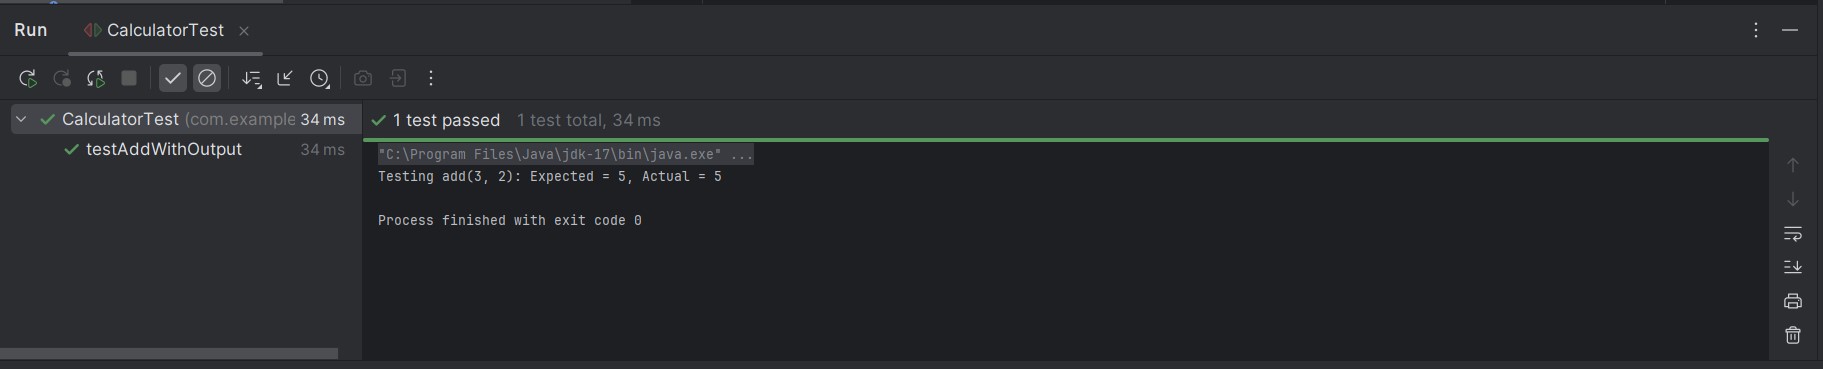 Run CalculatorTest
CalculatorTest (com.example 34 ms
testAddWithOutput 34 ms
1 test passed 1 test total, 34 ms
"C:\Program Files\Java\jdk-17\bin\java.exe" ...
Testing add(3, 2): Expected = 5, Actual = 5
Process finished with exit code 0